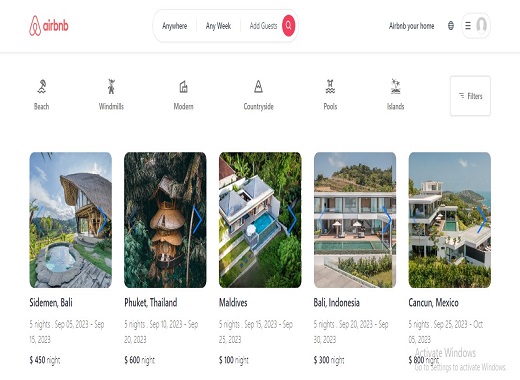 airbnb
Anywhere
Any Week
Add Guests
Airbnb your home
Beach
Windmills
Modern
Countryside
Pools
Islands
Filters
Sidemen, Bali
5 nights . Sep 05, 2023 - Sep
15, 2023
$ 450 night
Phuket, Thailand
5 nights . Sep 10, 2023 - Sep
20, 2023
$ 600 night
Maldives
5 nights . Sep 15, 2023 - Sep
25, 2023
$ 100 night
Bali, Indonesia
5 nights . Sep 20, 2023 - Sep
30, 2023
$ 300 night
Cancun, Mexico
5 nights . Sep 25, 2023 - Oct
05, 2023
$ 800 night
Activate Windows
Go to Settings to activate Windows.